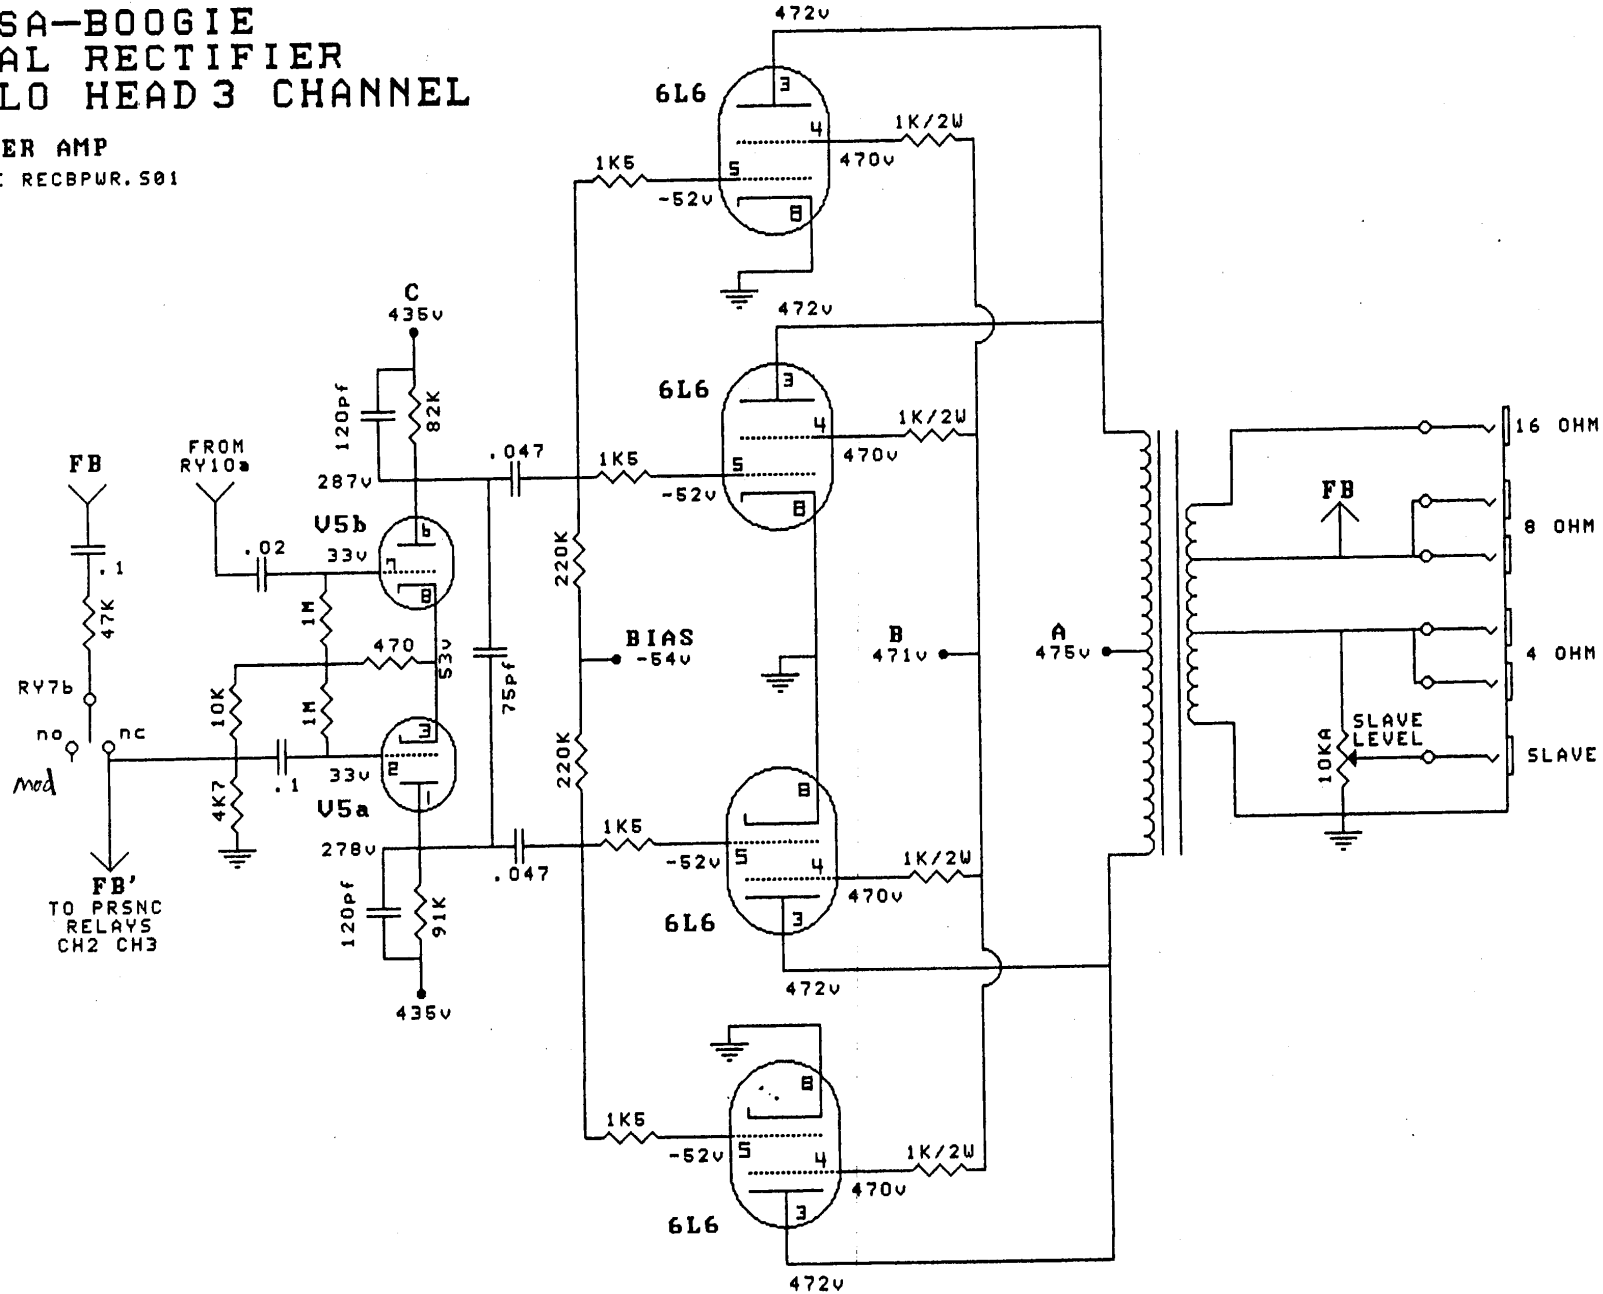 SA-BOOGIE
AL RECTIFIER
LO HEAD 3 CHANNEL
ER AMP
E RECBPWR.S01
472v
6L6
3
4
1K/2W
470v
1K5
5
-52v
8
C
435v
472v
6L6
3
4
1K/2W
470v
120pf
82K
.047
1K5
5
-52v
8
287v
FB
FROM
RY10a
V5b
6
.02
33v
7
8
.1
47K
1M
220K
470
53v
75pf
BIAS
-54v
B
471v
A
475v
16 OHM
FB
8 OHM
4 OHM
SLAVE
LEVEL
10KA
SLAVE
RY7b
10K
1M
no
nc
mod
3
2
33v
.1
4K7
V5a
1
220K
278v
.047
1K5
-52v
5
8
4
1K/2W
470v
6L6
3
472v
FB'
TO PRSNC
RELAYS
CH2 CH3
120pf
91K
435v
8
1K5
-52v
5
4
1K/2W
470v
6L6
3
472v